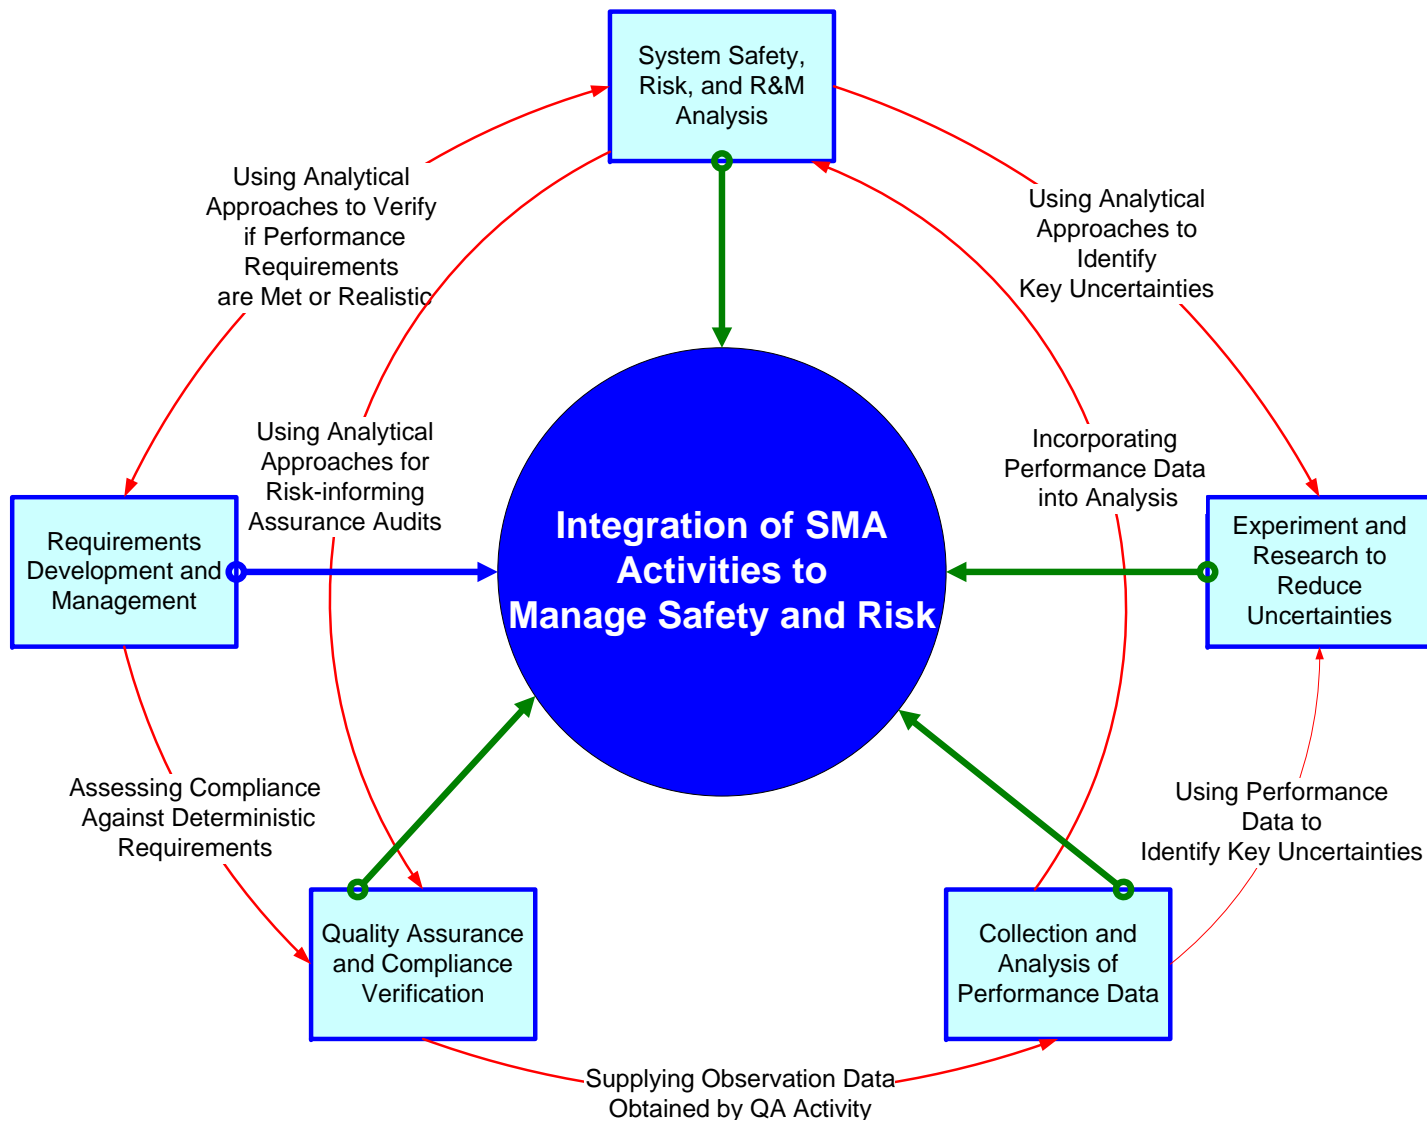 System Safety,
Risk, and R&M
Analysis
Using Analytical
Approaches to Verify
if Performance
Requirements
are Met or Realistic
Using Analytical
Approaches to
Identify
Key Uncertainties
Using Analytical
Approaches for
Risk-informing
Assurance Audits
Incorporating
Performance Data
into Analysis
Requirements
Development and
Management
Integration of SMA
Activities to
Manage Safety and Risk
Experiment and
Research to
Reduce
Uncertainties
Assessing Compliance
Against Deterministic
Requirements
Using Performance
Data to
Identify Key Uncertainties
Quality Assurance
and Compliance
Verification
Collection and
Analysis of
Performance Data
Supplying Observation Data
Obtained by QA Activity